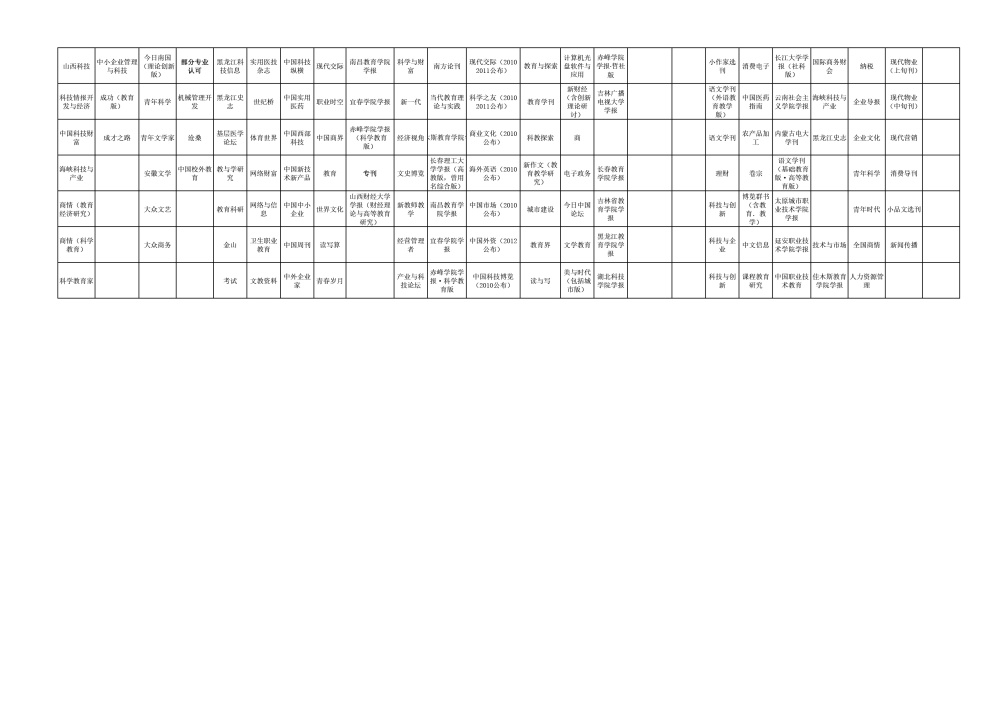 山西科技 中小企业管理与科技 今日南国（理论创新版） 部分专业认可 黑龙江科技信息 实用医技杂志 中国科技纵横 现代交际 南昌教育学院学报 科学与财富 南方论刊 现代交际（2010 2011公布） 教育与探索 计算机光盘软件与应用 赤峰学院学报·哲社版 小作家选刊 消费电子 长江大学学报（社科版） 国际商务财会 纳税 现代物业（上旬刊）
科技情报开发与经济 成功（教育版） 青年科学 机械管理开发 黑龙江史志 世纪桥 中国实用医药 职业时空 宜春学院学报 新一代 当代教育理论与实践 科学之友（2010 2011公布） 教育学刊 新财经（含创新理论研讨） 吉林广播电视大学学报 语文学刊（外语教育教学版） 中国医药指南 云南社会主义学院学报 海峡科技与产业 企业导报 现代物业（中旬刊）
中国科技财富 成才之路 青年文学家 沧桑 基层医学论坛 体育世界 中国西部科技 中国商界 赤峰学院学报（科学教育版） 经济视角 斯教育学院 商业文化（2010公布） 科教探索 商 语文学刊 农产品加工 内蒙古电大学刊 黑龙江史志 企业文化 现代营销
海峡科技与产业 安徽文学 中国校外教育 教与学研究 网络财富 中国新技术新产品 教育 专刊 文史博览 长春理工大学学报（高教版，曾用名综合版） 海外英语（2010公布） 新作文（教育教学研究） 电子政务 长春教育学院学报 理财 卷宗 语文学刊（基础教育版·高等教育版） 青年科学 消费导刊
商情（教育经济研究） 大众文艺 教育科研 网络与信息 中国中小企业 世界文化 山西财经大学学报（财经理论与高等教育研究） 新教师教学 南昌教育学院学报 中国市场（2010公布） 城市建设 今日中国论坛 吉林省教育学院学报 科技与创新 博览群书（含教育、教学） 太原城市职业技术学院学报 青年时代 小品文选刊
商情（科学教育） 大众商务 金山 卫生职业教育 中国周刊 读写算 经营管理者 宜春学院学报 中国外资（2012公布） 教育界 文学教育 黑龙江教育学院学报 科技与企业 中文信息 延安职业技术学院学报 技术与市场 全国商情 新闻传播
科学教育家 考试 文教资料 中外企业家 青春岁月 产业与科技论坛 赤峰学院学报·科学教育版 中国科技博览（2010公布） 读与写 美与时代（包括城市版） 湖北科技学院学报 科技与创新 课程教育研究 中国职业技术教育 佳木斯教育学院学报 人力资源管理